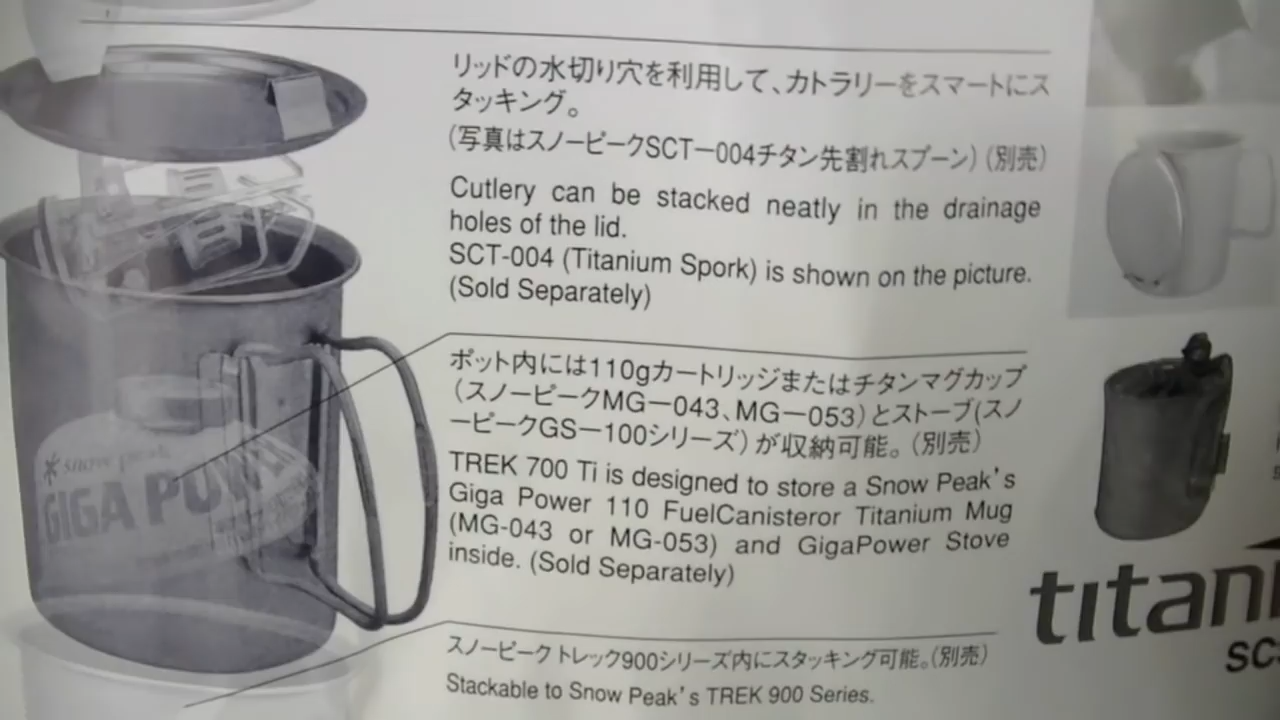 リッドの水切り穴を利用して、カトラリーをスマートにス
タッキング。
(写真はスノーピークSCT－004チタン先割れスプーン)(別売)
Cutlery can be stacked neatly in the drainage
holes of the lid.
SCT-004 (Titanium Spork) is shown on the picture.
(Sold Separately)
ポット内には110gカートリッジまたはチタンマグカップ
(スノーピークMG－043、MG－053)とストーブ(スノ
ーピークGS－100シリーズ)が収納可能。(別売)
TREK 700 Ti is designed to store a Snow Peak's
Giga Power 110 FuelCanisteror Titanium Mug
(MG-043 or MG-053) and GigaPower Stove
inside. (Sold Separately)
スノーピーク トレック900シリーズ内にスタッキング可能。(別売)
Stackable to Snow Peak's TREK 900 Series.
snow peak
GIGA POWER
titani
SC